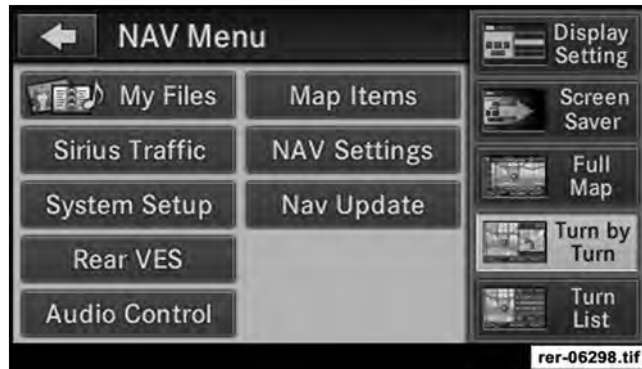 NAV Menu
My Files
Map Items
Sirius Traffic
NAV Settings
System Setup
Nav Update
Rear VES
Audio Control
Display
Setting
Screen
Saver
Full
Map
Turn by
Turn
Turn
List
rer-06298.tif